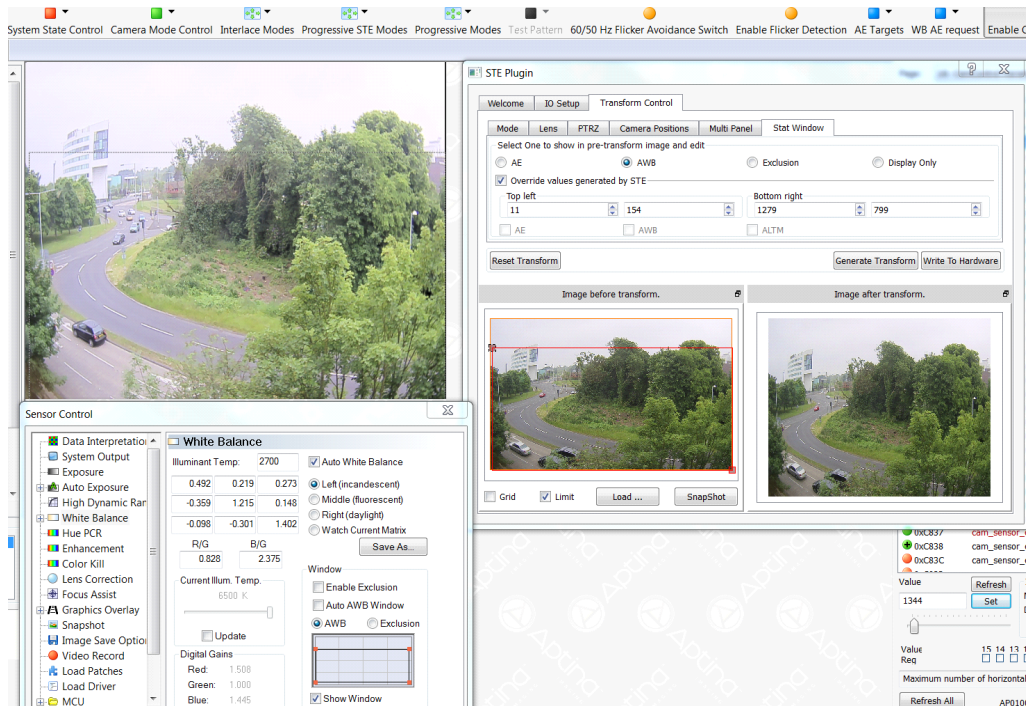 System State Control Camera Mode Control Interlace Modes Progressive STE Modes Progressive Modes Test Pattern 60/50 Hz Flicker Avoidance Switch Enable Flicker Detection AE Targets WB AE request Enable
STE Plugin
Welcome IO Setup Transform Control
Mode Lens PTRZ Camera Positions Multi Panel Stat Window
Select One to show in pre-transform image and edit
AE AWB Exclusion Display Only
Override values generated by STE
Top left Bottom right
11 154 1279 799
AE AWB ALTM
Reset Transform Generate Transform Write To Hardware
Image before transform. Image after transform.
Grid Limit Load ... SnapShot
Sensor Control
Data Interpretation
System Output
Exposure
Auto Exposure
High Dynamic Ran
White Balance
Hue PCR
Enhancement
Color Kill
Lens Correction
Focus Assist
Graphics Overlay
Snapshot
Image Save Option
Video Record
Load Patches
Load Driver
MCU
White Balance
Illuminant Temp: 2700 Auto White Balance
0.492 0.219 0.273 Left (incandescent)
-0.359 1.215 0.148 Middle (fluorescent)
-0.098 -0.301 1.402 Right (daylight)
Watch Current Matrix
R/G B/G
0.828 2.375
Save As...
Current Illum. Temp.
6500 K
Update
Digital Gains
Red: 1.508
Green: 1.000
Blue: 1.445
Window
Enable Exclusion
Auto AWB Window
AWB Exclusion
Show Window
0xC837 cam_sensor_
0xC838 cam_sensor_
0xC83C cam_sensor_
Value Refresh
1344 Set
Value 15 14 13
Reg
Maximum number of horizontal
Refresh All AP010
Aptina